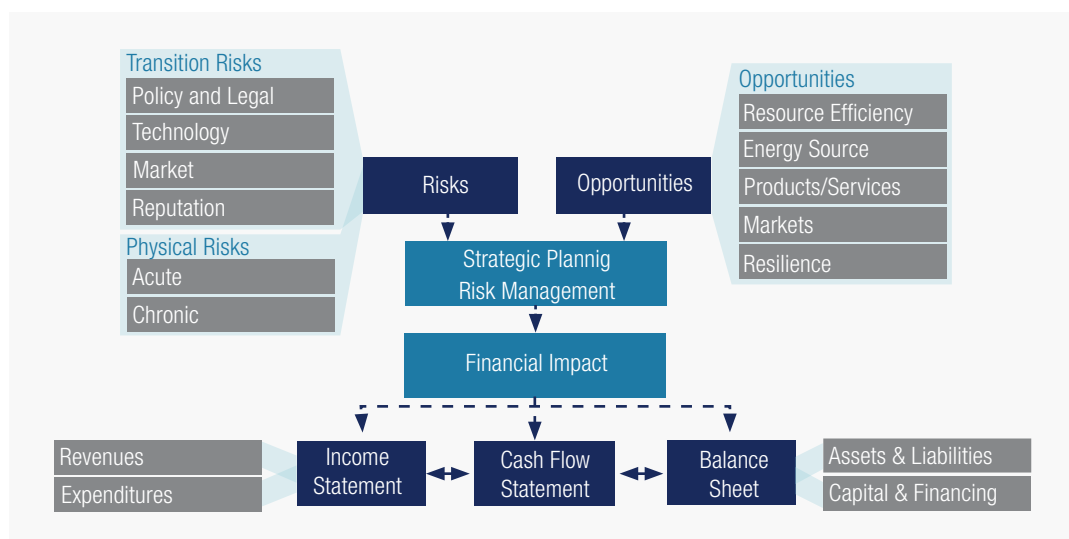 Transition Risks
Policy and Legal
Technology
Market
Reputation
Physical Risks
Acute
Chronic
Risks
Opportunities
Opportunities
Resource Efficiency
Energy Source
Products/Services
Markets
Resilience
Strategic Plannig
Risk Management
Financial Impact
Revenues
Expenditures
Income
Statement
Cash Flow
Statement
Balance
Sheet
Assets & Liabilities
Capital & Financing